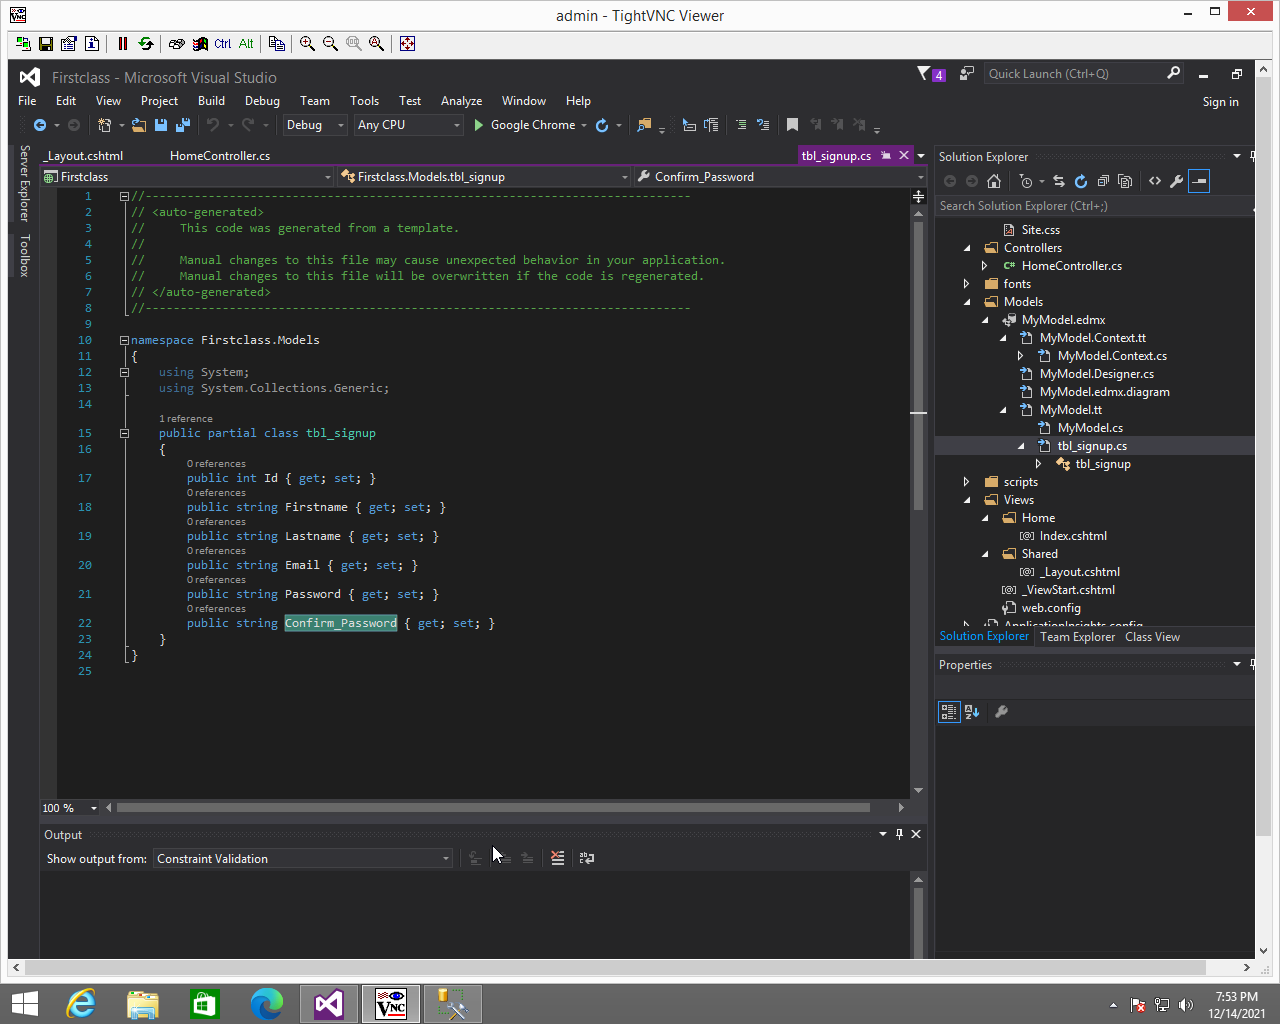 admin - TightVNC Viewer
Ctrl Alt
Firstclass - Microsoft Visual Studio
4
Quick Launch (Ctrl+Q)
File Edit View Project Build Debug Team Tools Test Analyze Window Help
Sign in
Debug Any CPU Google Chrome
Server Explorer
Toolbox
_Layout.cshtml HomeController.cs tbl_signup.cs
Firstclass Firstclass.Models.tbl_signup Confirm_Password
1 //------------------------------------------------------------------------------
2 // <auto-generated>
3 //     This code was generated from a template.
4 //
5 //     Manual changes to this file may cause unexpected behavior in your application.
6 //     Manual changes to this file will be overwritten if the code is regenerated.
7 // </auto-generated>
8 //------------------------------------------------------------------------------
9
10 namespace Firstclass.Models
11 {
12     using System;
13     using System.Collections.Generic;
14
1 reference
15     public partial class tbl_signup
16     {
0 references
17         public int Id { get; set; }
0 references
18         public string Firstname { get; set; }
0 references
19         public string Lastname { get; set; }
0 references
20         public string Email { get; set; }
0 references
21         public string Password { get; set; }
0 references
22         public string Confirm_Password { get; set; }
23     }
24 }
25
100 %
Output
Show output from: Constraint Validation
Solution Explorer
Search Solution Explorer (Ctrl+;)
Site.css
Controllers
C# HomeController.cs
fonts
Models
MyModel.edmx
MyModel.Context.tt
MyModel.Context.cs
MyModel.Designer.cs
MyModel.edmx.diagram
MyModel.tt
MyModel.cs
tbl_signup.cs
tbl_signup
scripts
Views
Home
[@] Index.cshtml
Shared
[@] _Layout.cshtml
[@] _ViewStart.cshtml
web.config
ApplicationInsights.config
Solution Explorer Team Explorer Class View
Properties
7:53 PM
12/14/2021